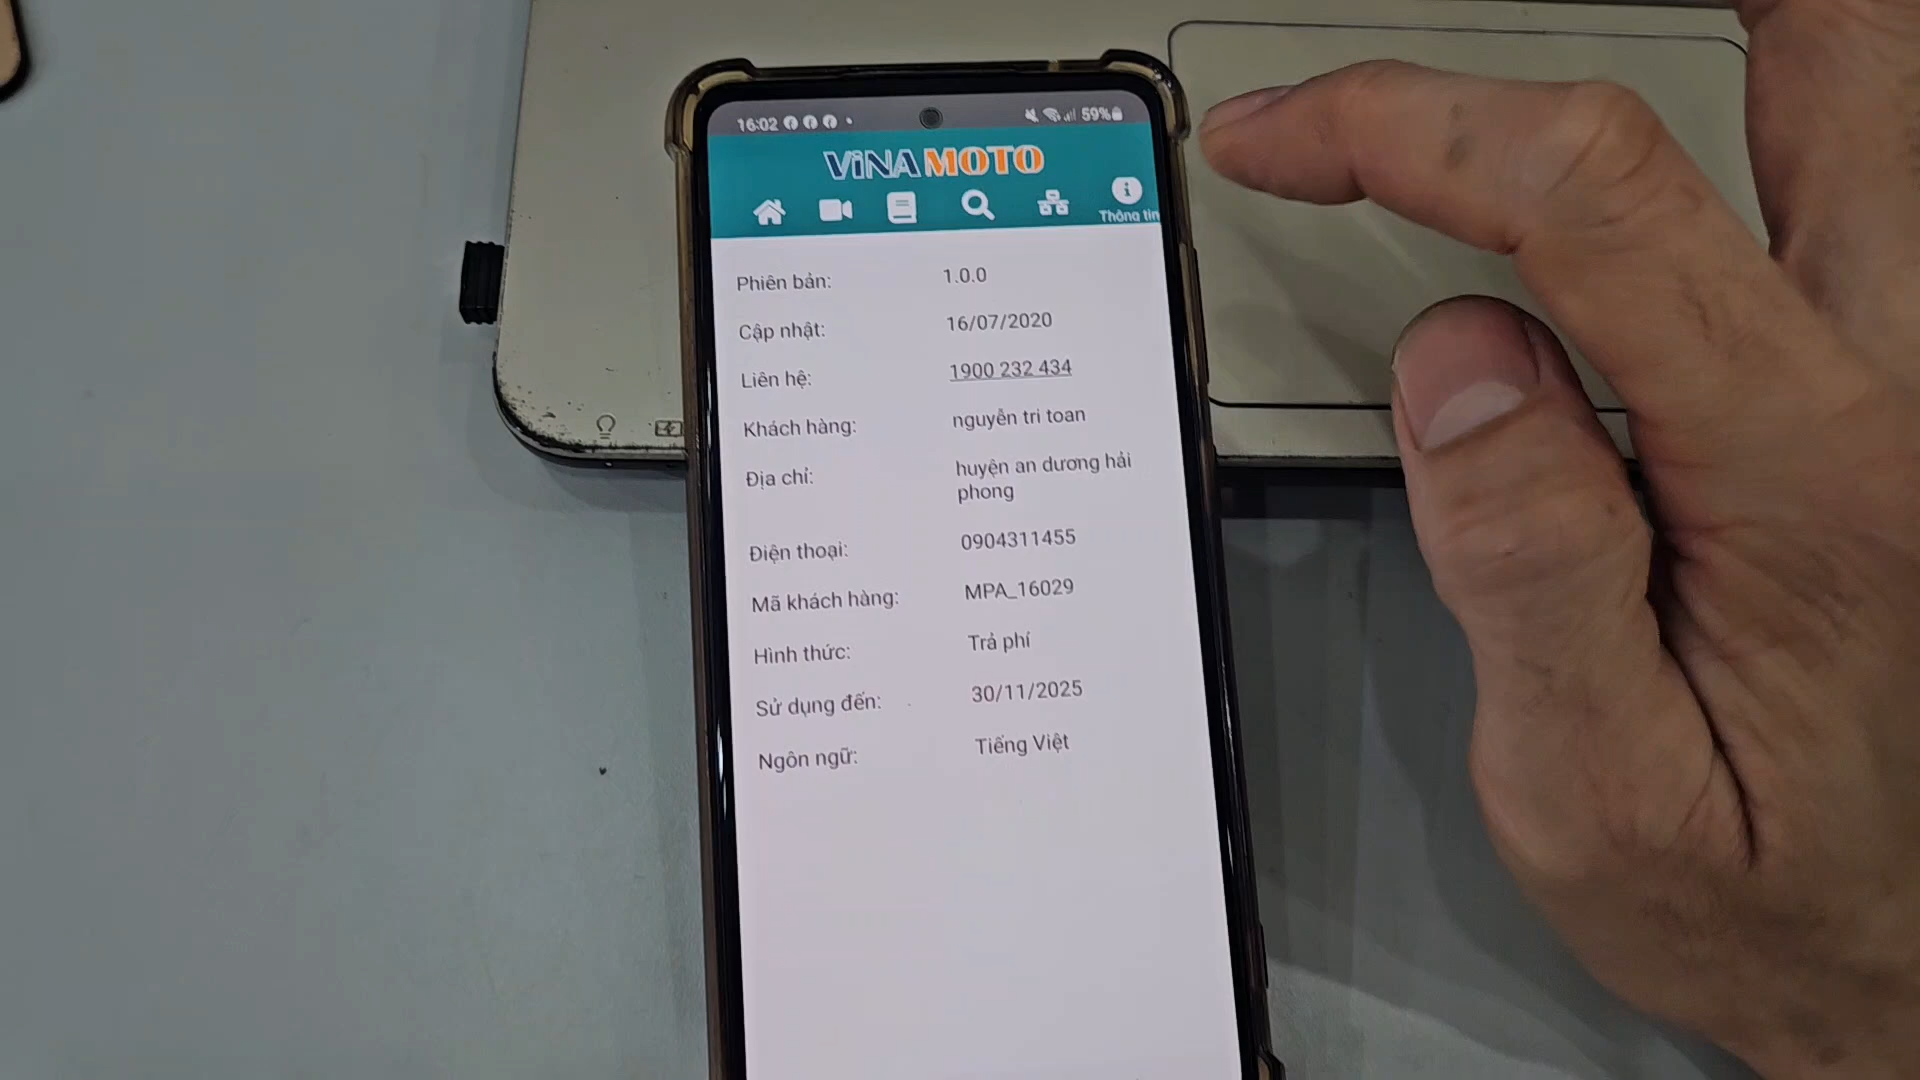 16:02
59%
ViNA MOTO
Thông tin
Phiên bản: 1.0.0
Cập nhật: 16/07/2020
Liên hệ: 1900 232 434
Khách hàng: nguyễn tri toan
Địa chỉ: huyện an dương hải
phong
Điện thoại: 0904311455
Mã khách hàng: MPA_16029
Hình thức: Trả phí
Sử dụng đến: 30/11/2025
Ngôn ngữ: Tiếng Việt